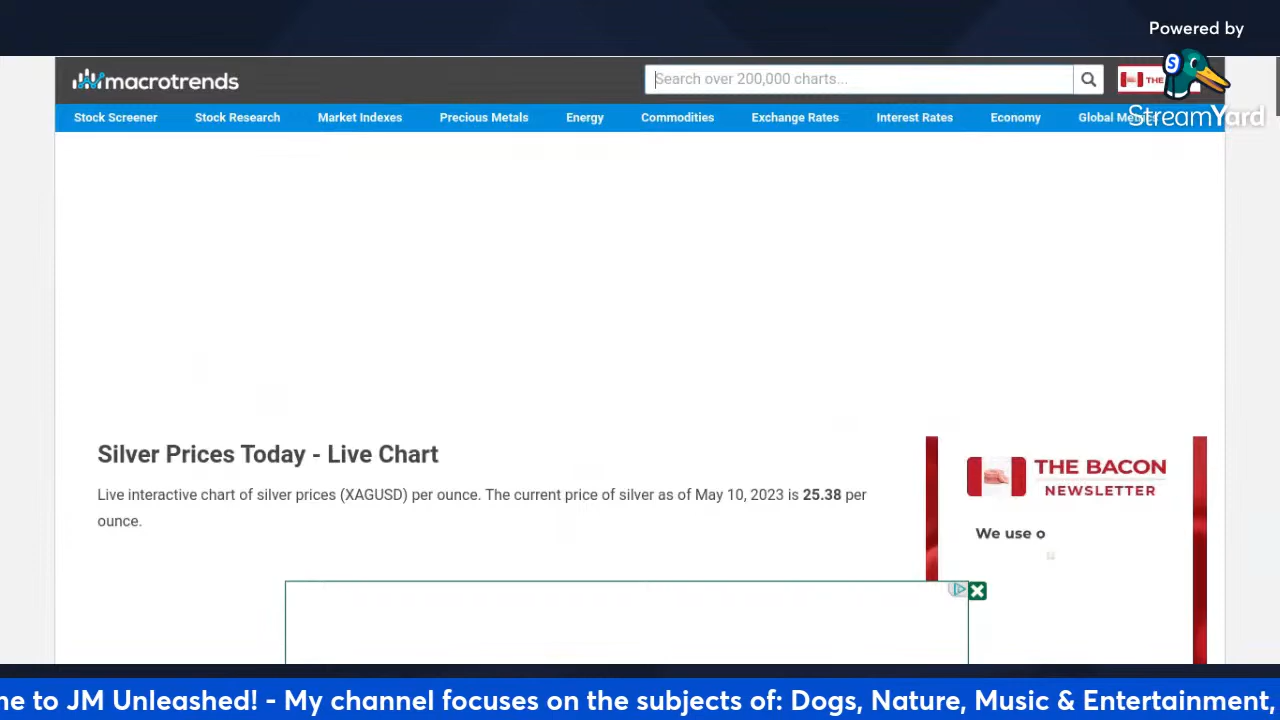 Powered by
macrotrends
Search over 200,000 charts...
THE
S
StreamYard
Stock Screener Stock Research Market Indexes Precious Metals Energy Commodities Exchange Rates Interest Rates Economy Global Metrics
Silver Prices Today - Live Chart
Live interactive chart of silver prices (XAGUSD) per ounce. The current price of silver as of May 10, 2023 is 25.38 per
ounce.
THE BACON
NEWSLETTER
We use o
ne to JM Unleashed! - My channel focuses on the subjects of: Dogs, Nature, Music & Entertainment,